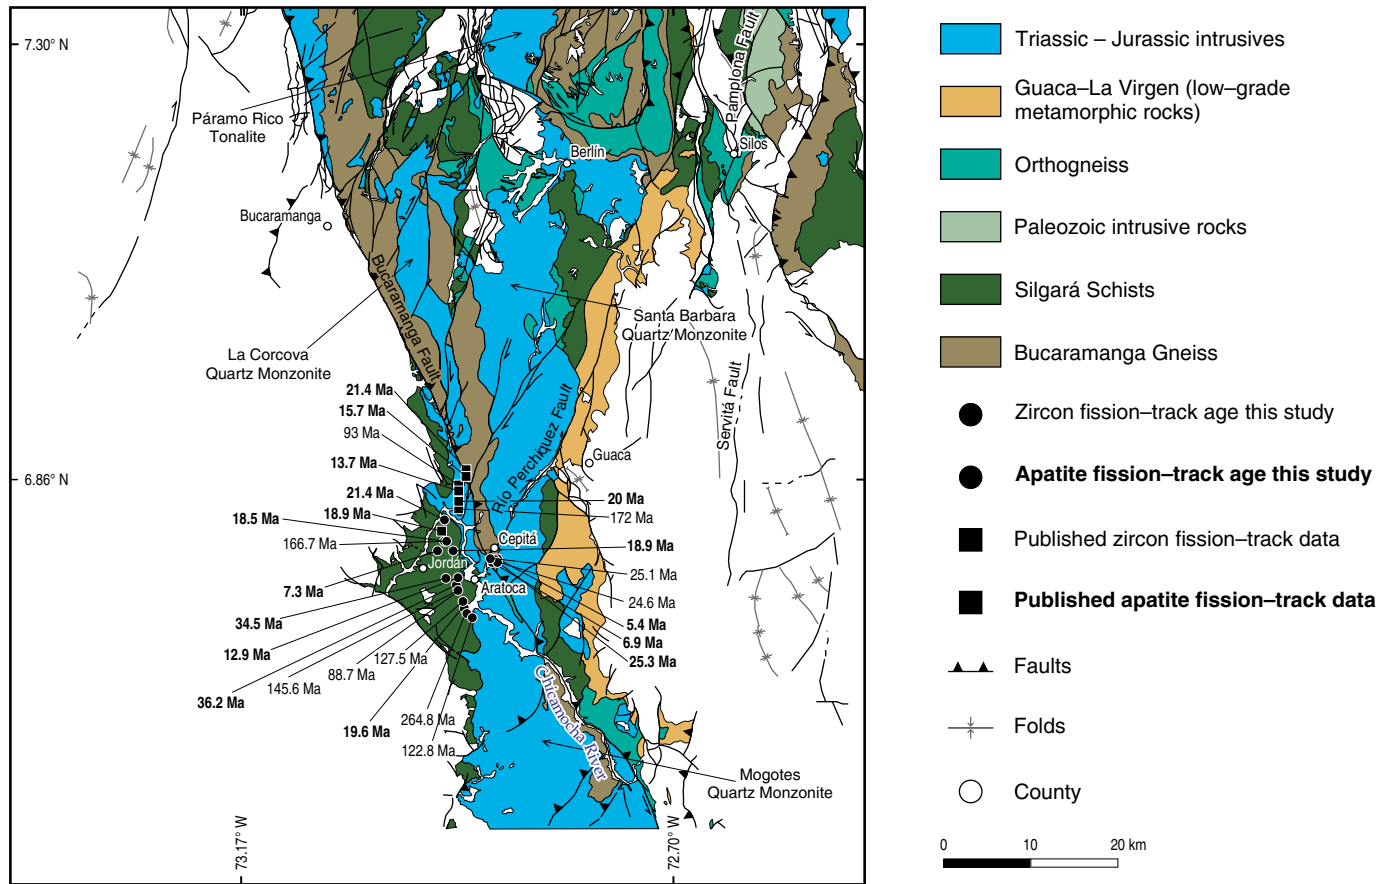 7.30° N
Páramo Rico
Tonalite
Pamplona Fault
Silos
Berlín
Bucaramanga
Bucaramanga Fault
Santa Barbara
Quartz Monzonite
La Corcova
Quartz Monzonite
Servitá Fault
Río Perchiquez Fault
Guaca
21.4 Ma
15.7 Ma
93 Ma
13.7 Ma
6.86° N
21.4 Ma
18.9 Ma
18.5 Ma
166.7 Ma
7.3 Ma
34.5 Ma
12.9 Ma
36.2 Ma
145.6 Ma
88.7 Ma
127.5 Ma
19.6 Ma
264.8 Ma
122.8 Ma
20 Ma
172 Ma
18.9 Ma
25.1 Ma
24.6 Ma
5.4 Ma
6.9 Ma
25.3 Ma
Cepitá
Jordán
Aratoca
Chicamocha River
Mogotes
Quartz Monzonite
73.17° W
72.70° W
Triassic – Jurassic intrusives
Guaca–La Virgen (low–grade
metamorphic rocks)
Orthogneiss
Paleozoic intrusive rocks
Silgará Schists
Bucaramanga Gneiss
Zircon fission–track age this study
Apatite fission–track age this study
Published zircon fission–track data
Published apatite fission–track data
Faults
Folds
County
0 10 20 km